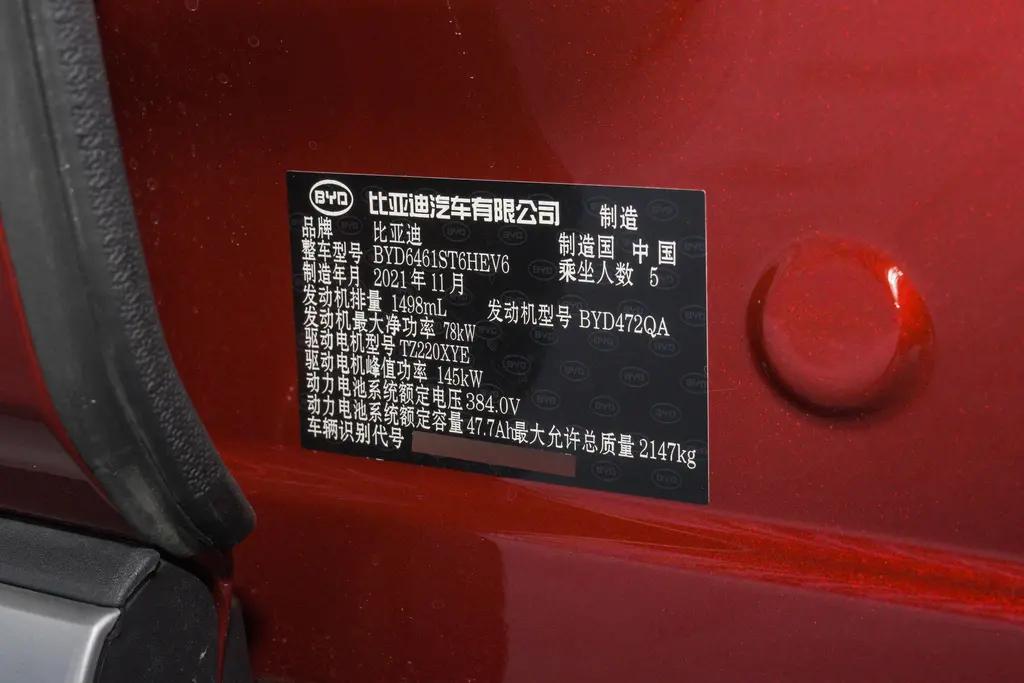 BYD 比亚迪汽车有限公司 制造
品牌 比亚迪 制造国 中国
整车型号 BYD6461ST6HEV6 乘坐人数 5
制造年月 2021年11月
发动机排量 1498mL 发动机型号 BYD472QA
发动机最大净功率 78kW
驱动电机型号 TZ220XYE
驱动电机峰值功率 145kW
动力电池系统额定电压 384.0V
动力电池系统额定容量 47.7Ah 最大允许总质量 2147kg
车辆识别代号